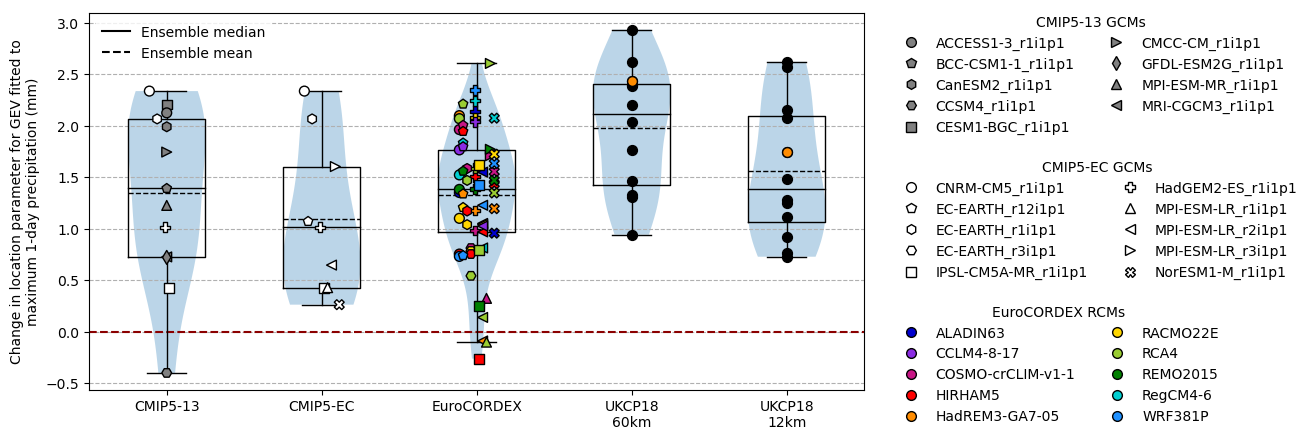 Change in location parameter for GEV fitted to
maximum 1-day precipitation (mm)
3.0
2.5
2.0
1.5
1.0
0.5
0.0
−0.5
Ensemble median
Ensemble mean
CMIP5-13
CMIP5-EC
EuroCORDEX
UKCP18
60km
UKCP18
12km
CMIP5-13 GCMs
ACCESS1-3_r1i1p1
BCC-CSM1-1_r1i1p1
CanESM2_r1i1p1
CCSM4_r1i1p1
CESM1-BGC_r1i1p1
CMCC-CM_r1i1p1
GFDL-ESM2G_r1i1p1
MPI-ESM-MR_r1i1p1
MRI-CGCM3_r1i1p1
CMIP5-EC GCMs
CNRM-CM5_r1i1p1
EC-EARTH_r12i1p1
EC-EARTH_r1i1p1
EC-EARTH_r3i1p1
IPSL-CM5A-MR_r1i1p1
HadGEM2-ES_r1i1p1
MPI-ESM-LR_r1i1p1
MPI-ESM-LR_r2i1p1
MPI-ESM-LR_r3i1p1
NorESM1-M_r1i1p1
EuroCORDEX RCMs
ALADIN63
CCLM4-8-17
COSMO-crCLIM-v1-1
HIRHAM5
HadREM3-GA7-05
RACMO22E
RCA4
REMO2015
RegCM4-6
WRF381P